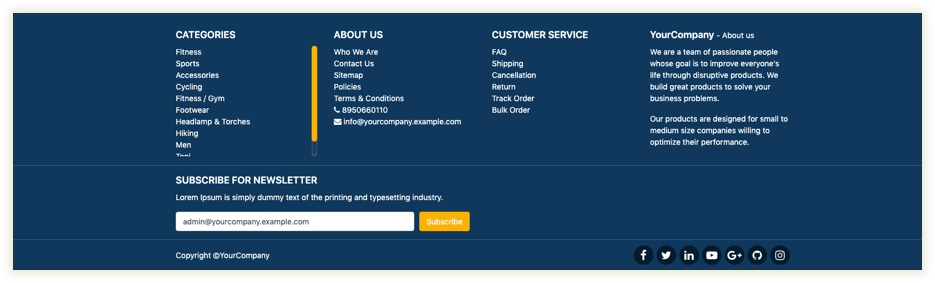 CATEGORIES
Fitness
Sports
Accessories
Cycling
Fitness / Gym
Footwear
Headlamp & Torches
Hiking
Men
ABOUT US
Who We Are
Contact Us
Sitemap
Policies
Terms & Conditions
8950660110
info@yourcompany.example.com
CUSTOMER SERVICE
FAQ
Shipping
Cancellation
Return
Track Order
Bulk Order
YourCompany - About us
We are a team of passionate people
whose goal is to improve everyone's
life through disruptive products. We
build great products to solve your
business problems.
Our products are designed for small to
medium size companies willing to
optimize their performance.
SUBSCRIBE FOR NEWSLETTER
Lorem Ipsum is simply dummy text of the printing and typesetting industry.
admin@yourcompany.example.com
Subscribe
Copyright ©YourCompany